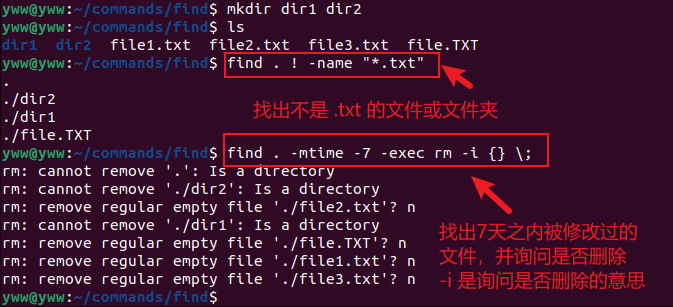 yww@yww:~/commands/find$ mkdir dir1 dir2
yww@yww:~/commands/find$ ls
dir1  dir2  file1.txt  file2.txt  file3.txt  file.TXT
yww@yww:~/commands/find$ find . ! -name "*.txt"
.
./dir2
找出不是 .txt 的文件或文件夹
./dir1
./file.TXT
yww@yww:~/commands/find$ find . -mtime -7 -exec rm -i {} \;
rm: cannot remove '.': Is a directory
rm: cannot remove './dir2': Is a directory
rm: remove regular empty file './file2.txt'? n
rm: cannot remove './dir1': Is a directory
rm: remove regular empty file './file.TXT'? n
rm: remove regular empty file './file1.txt'? n
rm: remove regular empty file './file3.txt'? n
找出7天之内被修改过的
文件，并询问是否删除
-i 是询问是否删除的意思
yww@yww:~/commands/find$